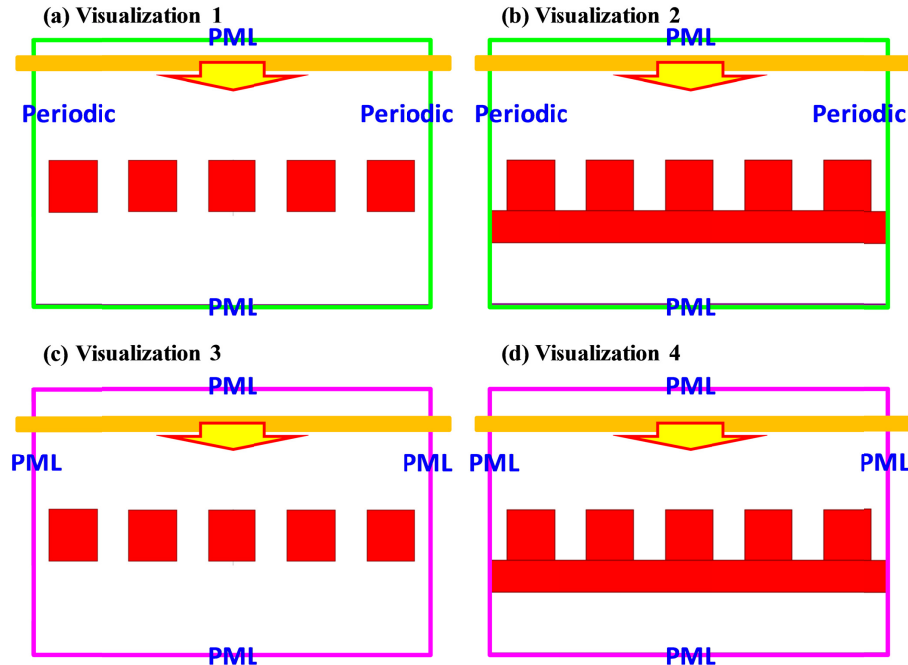 (a) Visualization 1
PML
Periodic
Periodic
PML
(b) Visualization 2
PML
Periodic
Periodic
PML
(c) Visualization 3
PML
PML
PML
PML
(d) Visualization 4
PML
PML
PML
PML